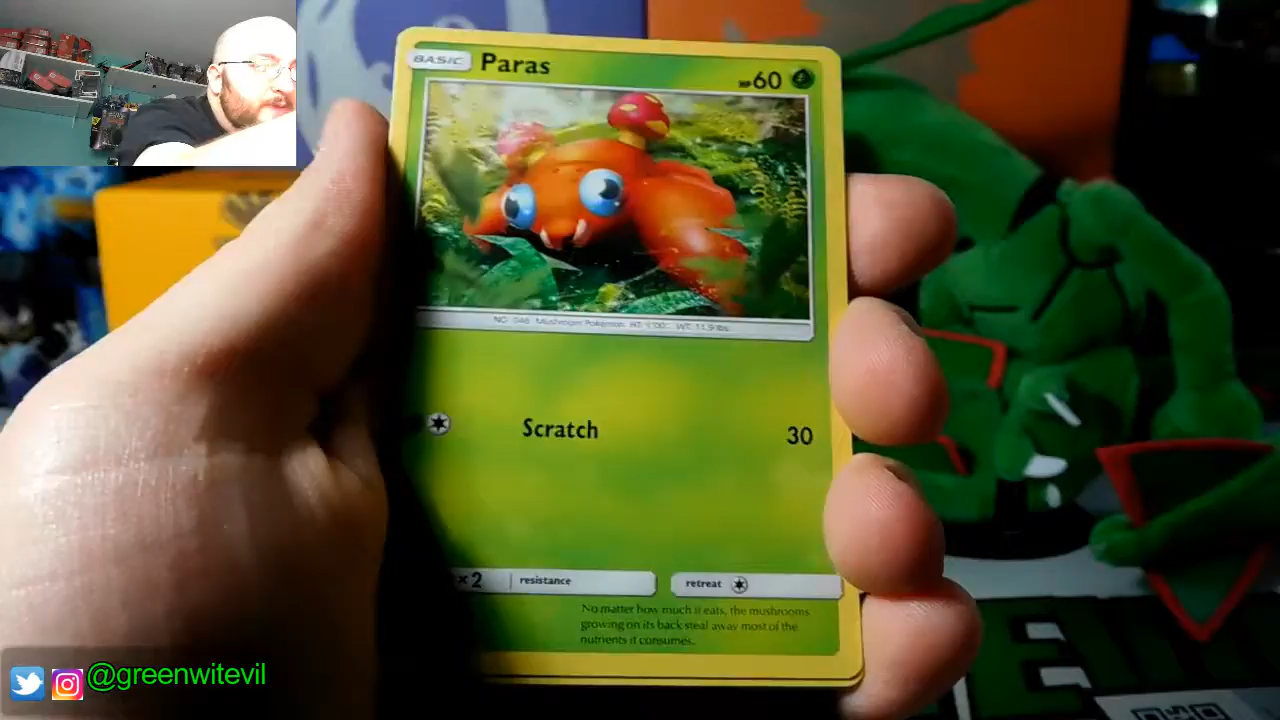 BASIC Paras HP60
NO. 046 Mushroom Pokémon HT: 1'00" WT: 11.9 lbs.
Scratch 30
×2 resistance retreat
No matter how much it eats, the mushrooms
growing on its back steal away most of the
nutrients it consumes.
@greenwitevil